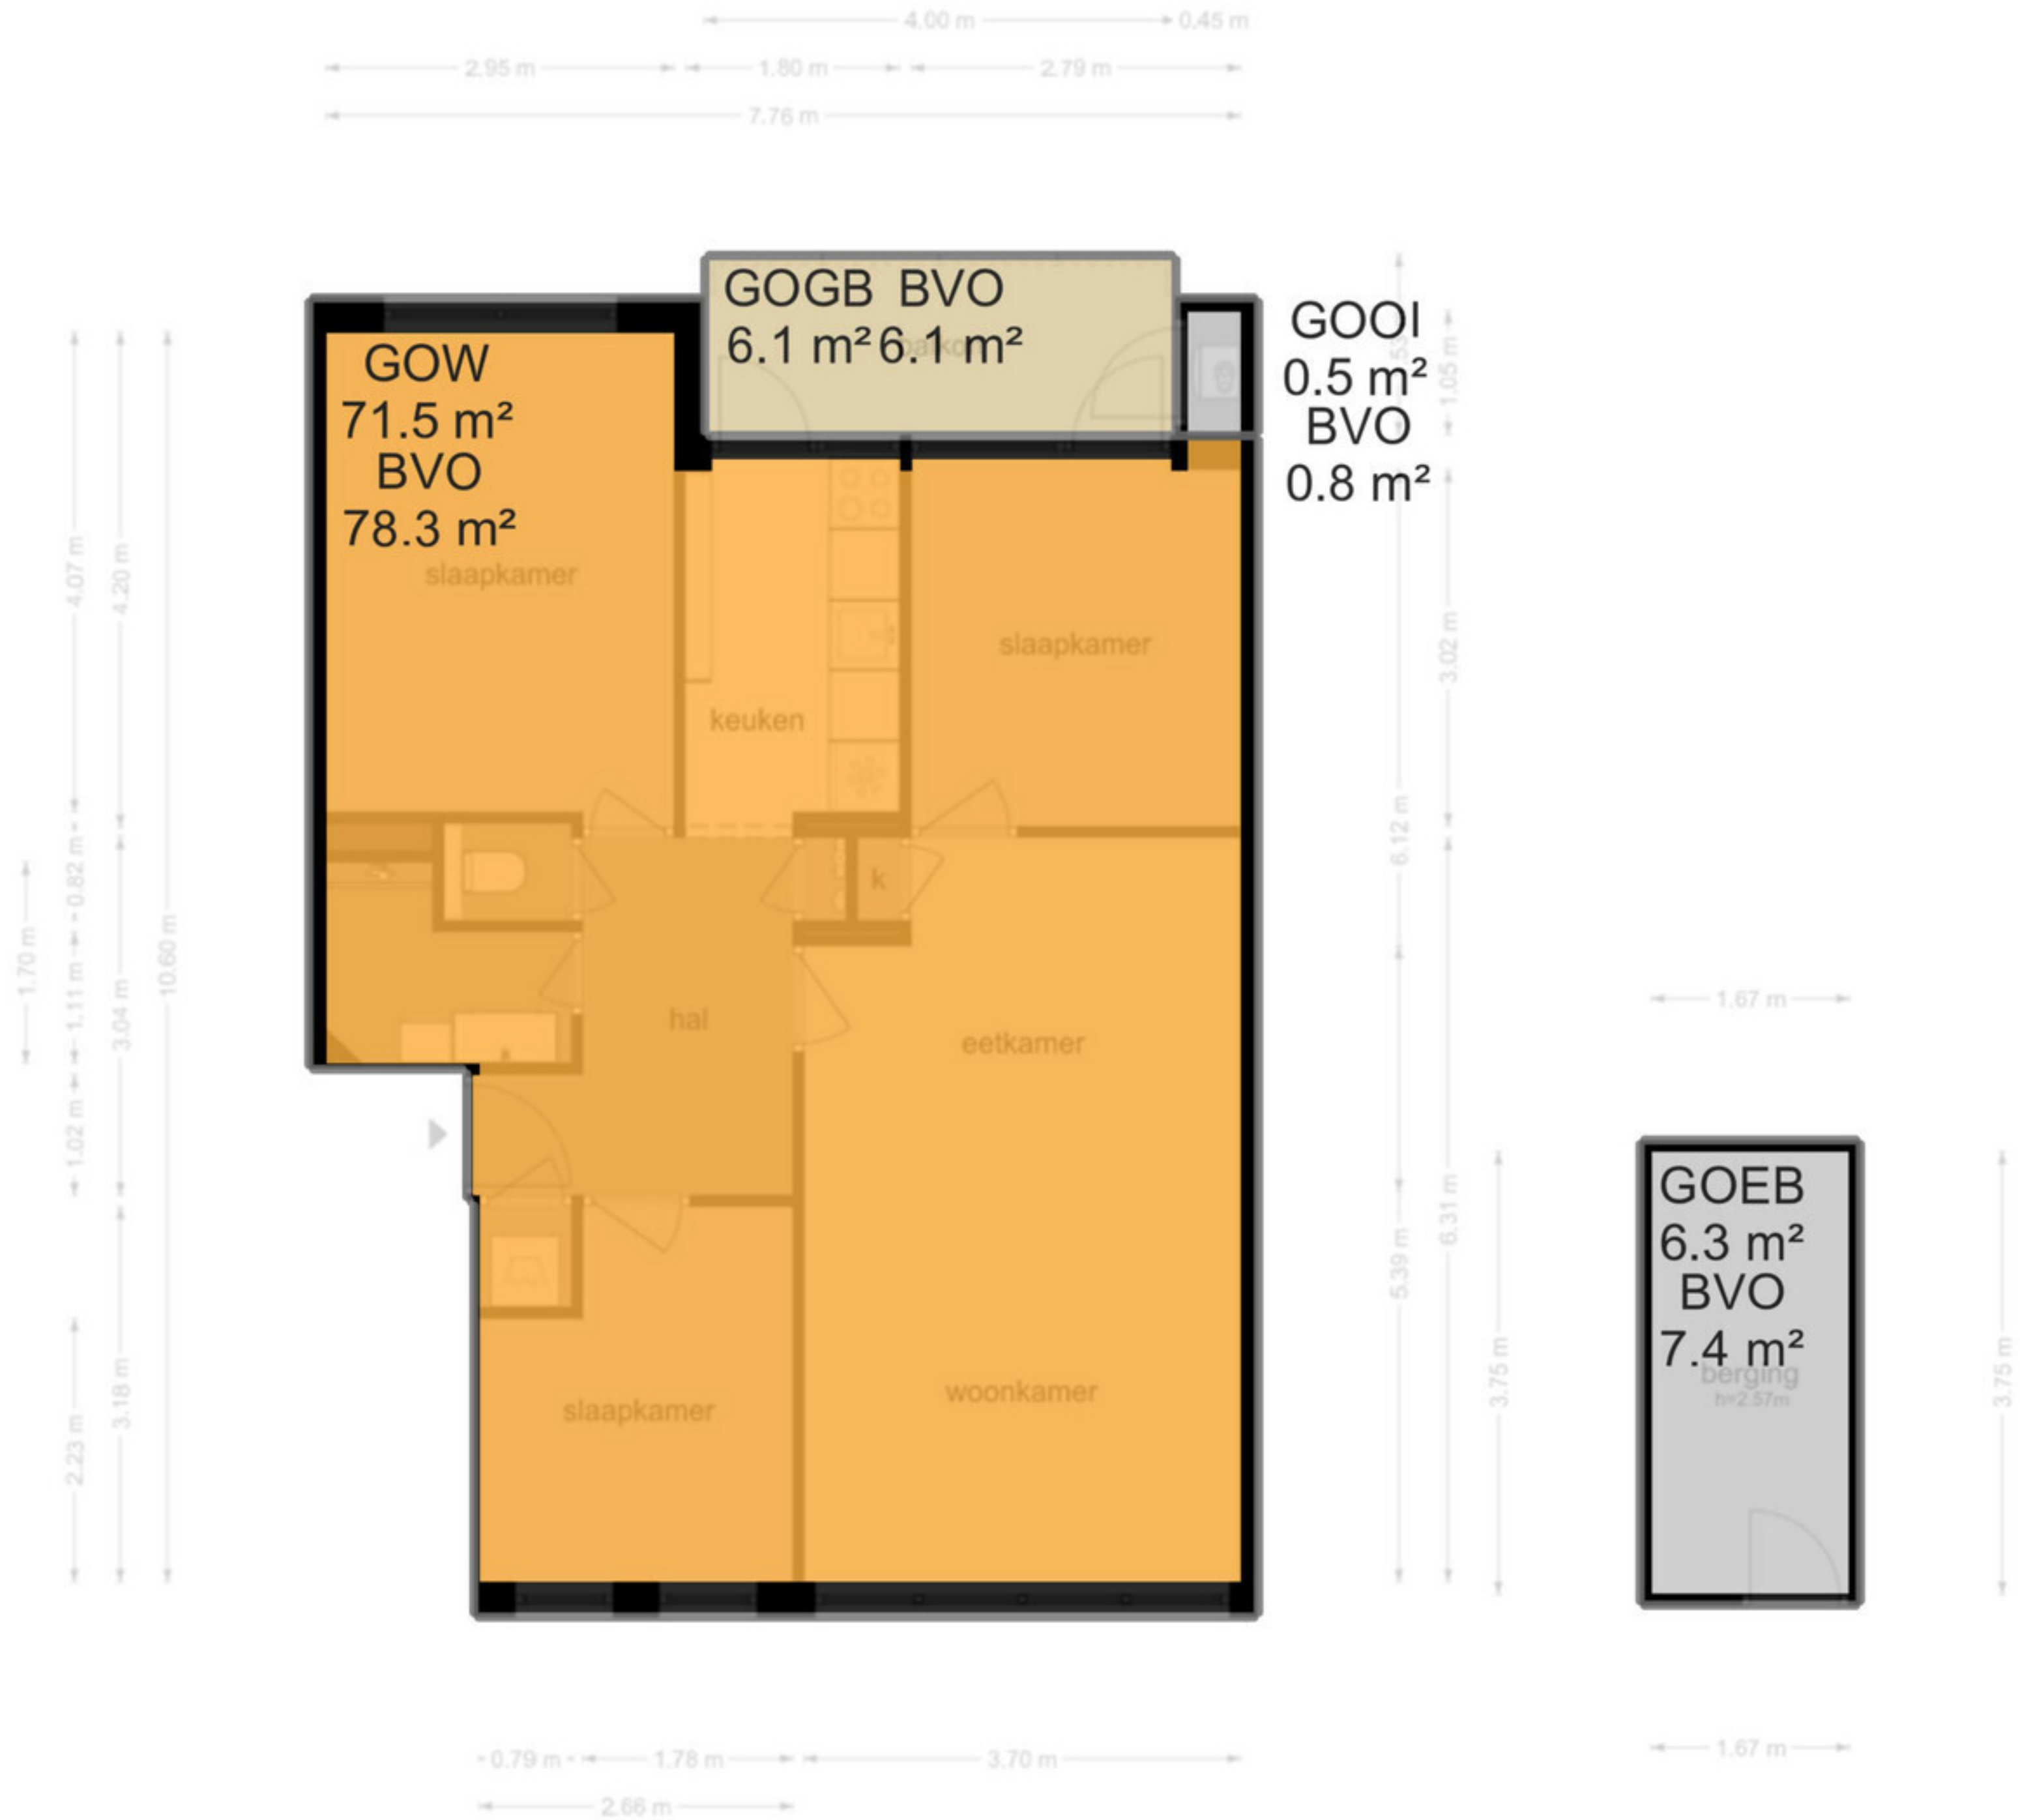 4.00 m
0.45 m
2.95 m
1.80 m
2.79 m
7.76 m
GOGB BVO
6.1 m² 6.1 m²
balkon
GOOI
0.5 m²
BVO
0.8 m²
1.05 m
GOW
71.5 m²
BVO
78.3 m²
slaapkamer
slaapkamer
keuken
4.07 m
4.20 m
3.02 m
6.12 m
k
0.82 m
1.70 m
1.11 m
3.04 m
10.60 m
hal
eetkamer
1.67 m
1.02 m
6.31 m
5.39 m
GOEB
6.3 m²
BVO
7.4 m²
berging
h=2.57m
3.75 m
3.75 m
slaapkamer
woonkamer
2.23 m
3.18 m
0.79 m
1.78 m
3.70 m
1.67 m
2.66 m